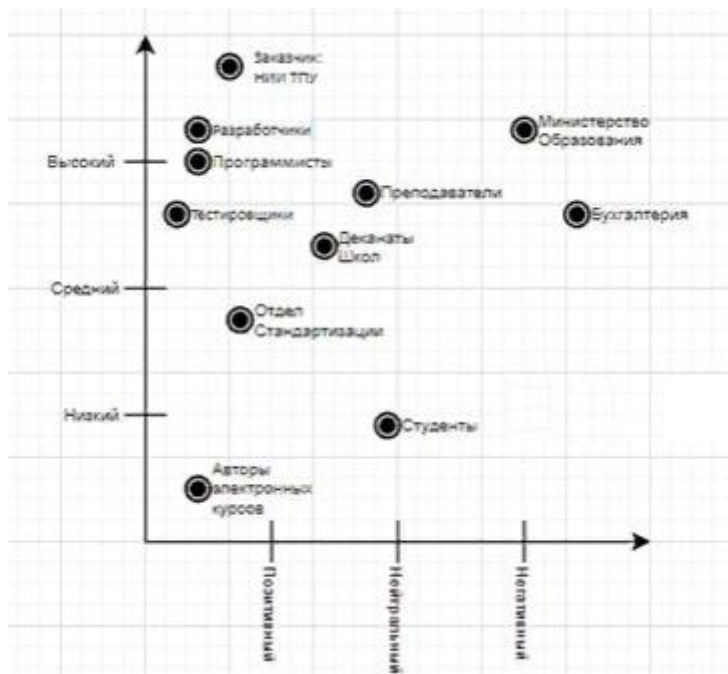 Заказчик:
НИИ ТПУ
Разработчики
Министерство
Образования
Высокий
Программисты
Преподаватели
Тестировщики
Бухгалтерия
Деканаты
Школ
Средний
Отдел
Стандартизации
Низкий
Студенты
Авторы
электронных
курсов
Позитивный
Нейтральный
Негативный